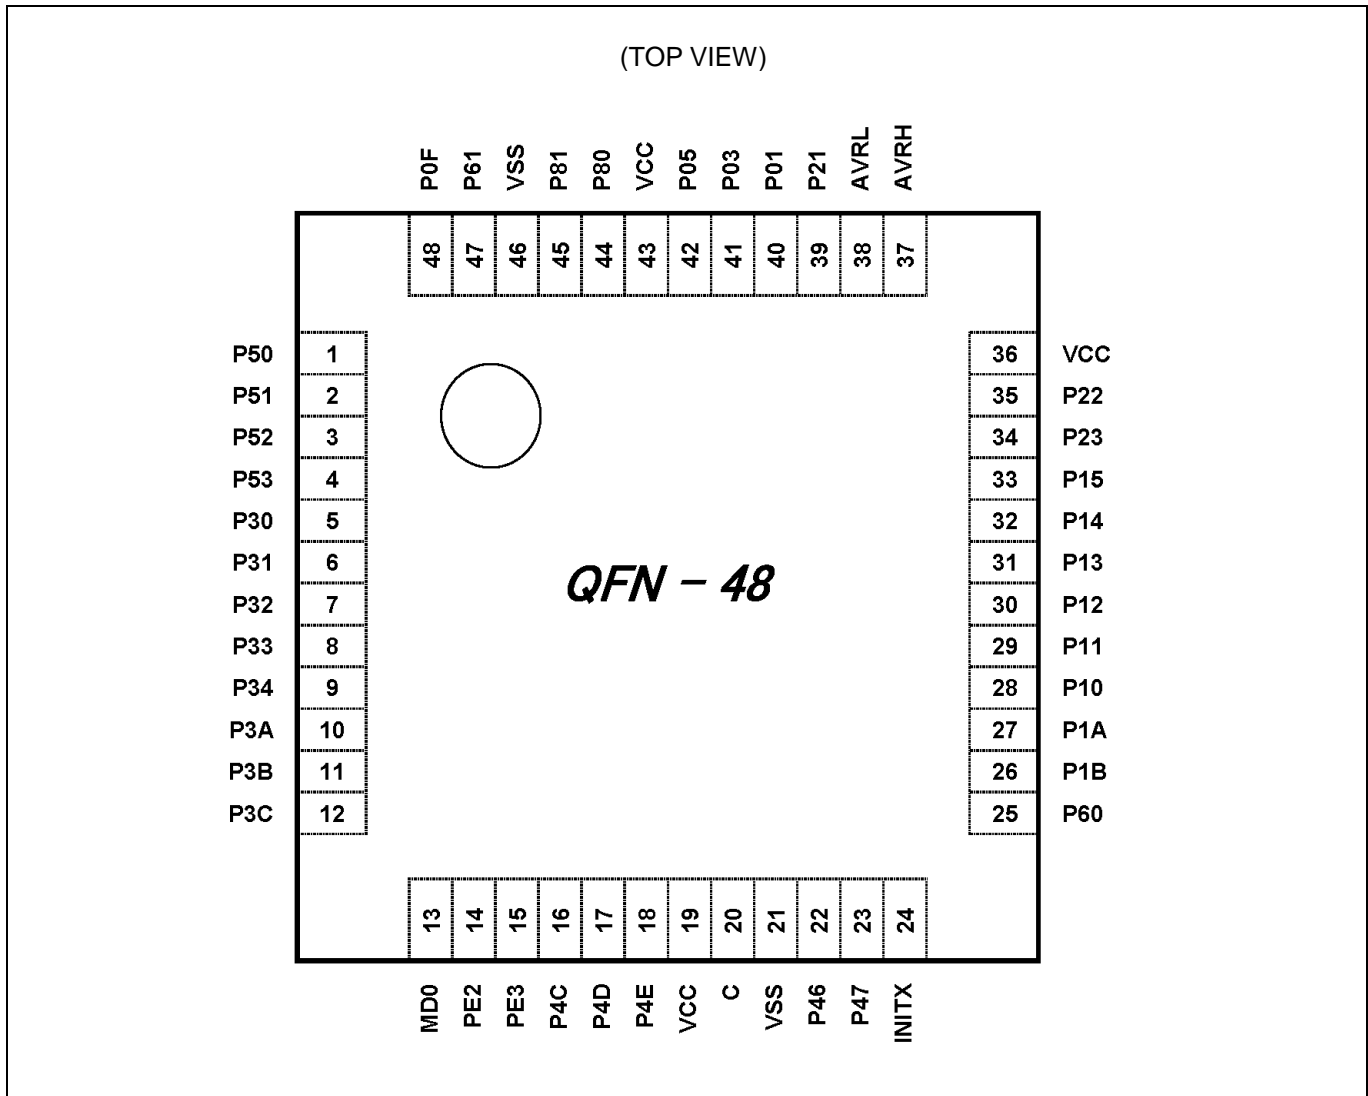 (TOP VIEW)
P0F P61 VSS P81 P80 VCC P05 P03 P01 P21 AVRL AVRH
48 47 46 45 44 43 42 41 40 39 38 37
P50 1 36 VCC
P51 2 35 P22
P52 3 34 P23
P53 4 33 P15
P30 5 32 P14
P31 6 31 P13
QFN - 48
P32 7 30 P12
P33 8 29 P11
P34 9 28 P10
P3A 10 27 P1A
P3B 11 26 P1B
P3C 12 25 P60
13 14 15 16 17 18 19 20 21 22 23 24
MD0 PE2 PE3 P4C P4D P4E VCC C VSS P46 P47 INITX